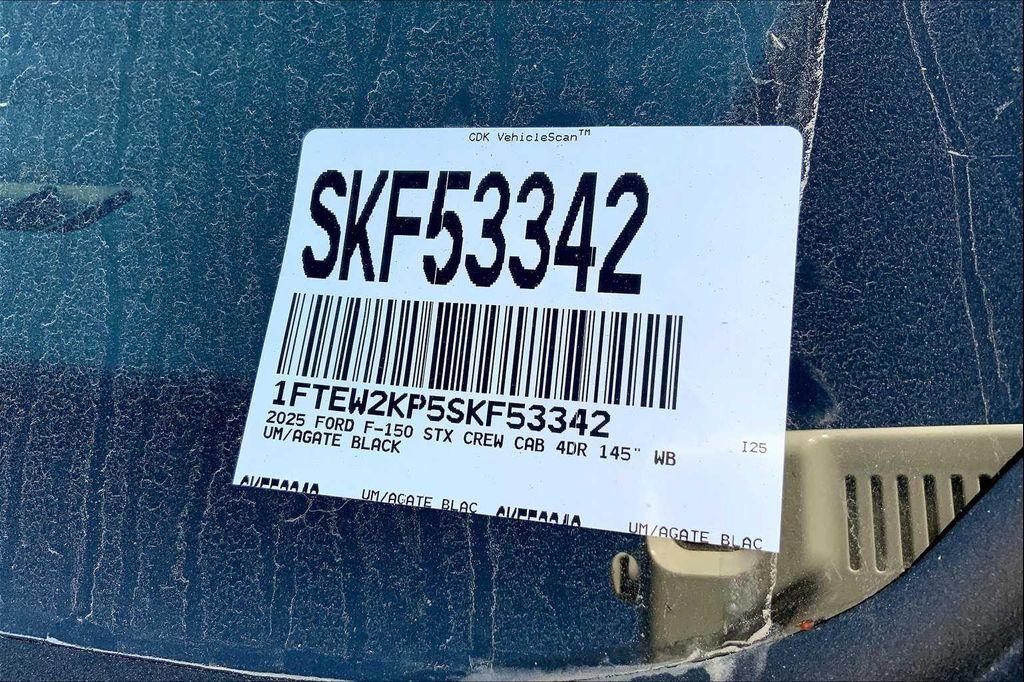 CDK VehicleScan™
SKF53342
1FTEW2KP5SKF53342
2025 FORD F-150 STX CREW CAB 4DR 145" WB I25
UM/AGATE BLACK
UM/AGATE BLAC
UM/AGATE BLAC